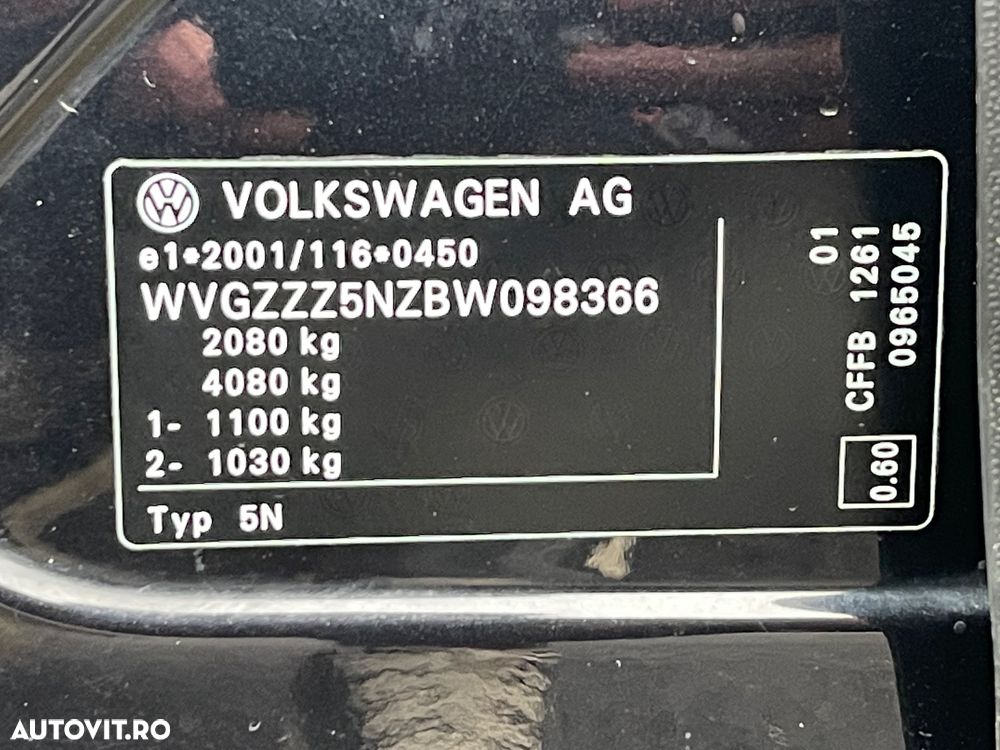 VOLKSWAGEN AG
e1*2001/116*0450
WVGZZZ5NZBW098366
2080 kg
4080 kg
1- 1100 kg
2- 1030 kg
Typ 5N
01
CFFB 1261
0965045
0.60
AUTOVIT.RO